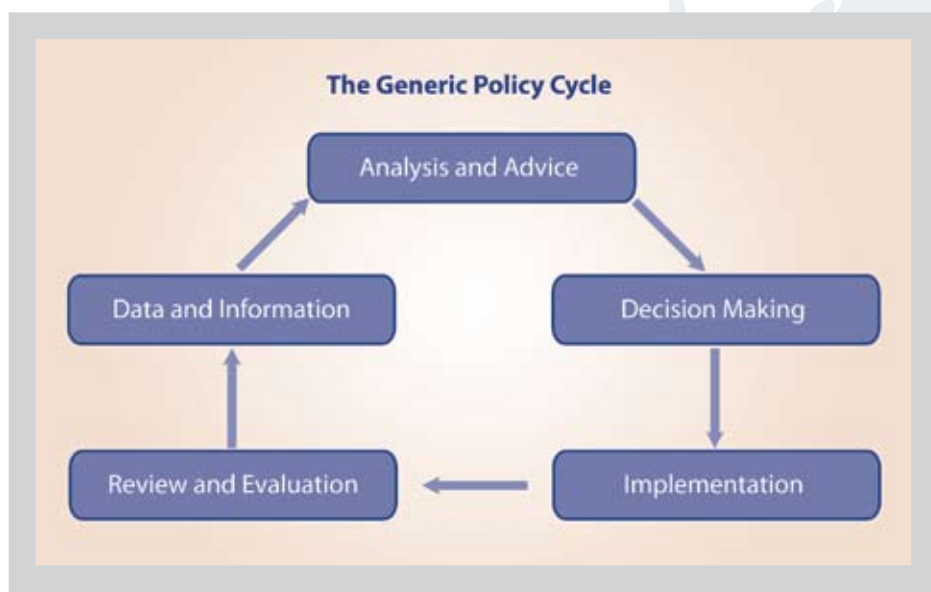 The Generic Policy Cycle
Analysis and Advice
Data and Information
Decision Making
Review and Evaluation
Implementation